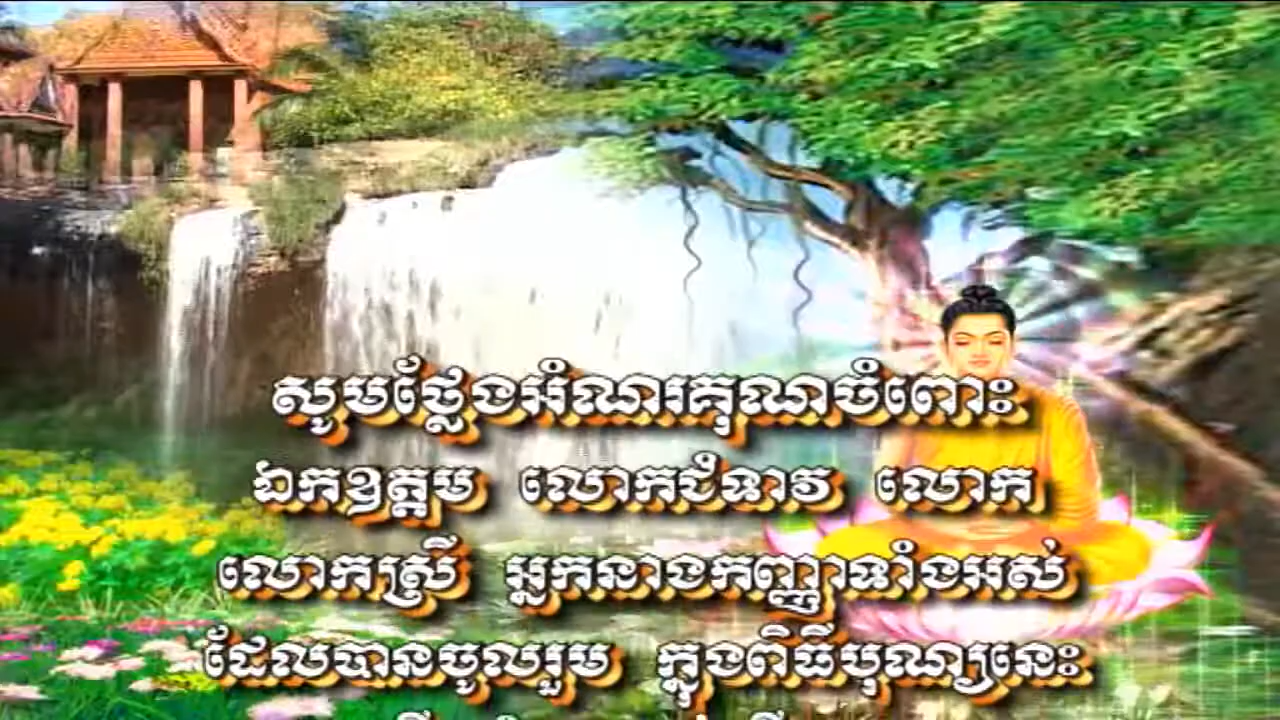 សូមថ្លែងអំណរគុណចំពោះ
ឯកឧត្តម លោកជំទាវ លោក
លោកស្រី អ្នកនាងកញ្ញាទាំងអស់
ដែលបានចូលរួម ក្នុងពិធីបុណ្យនេះ